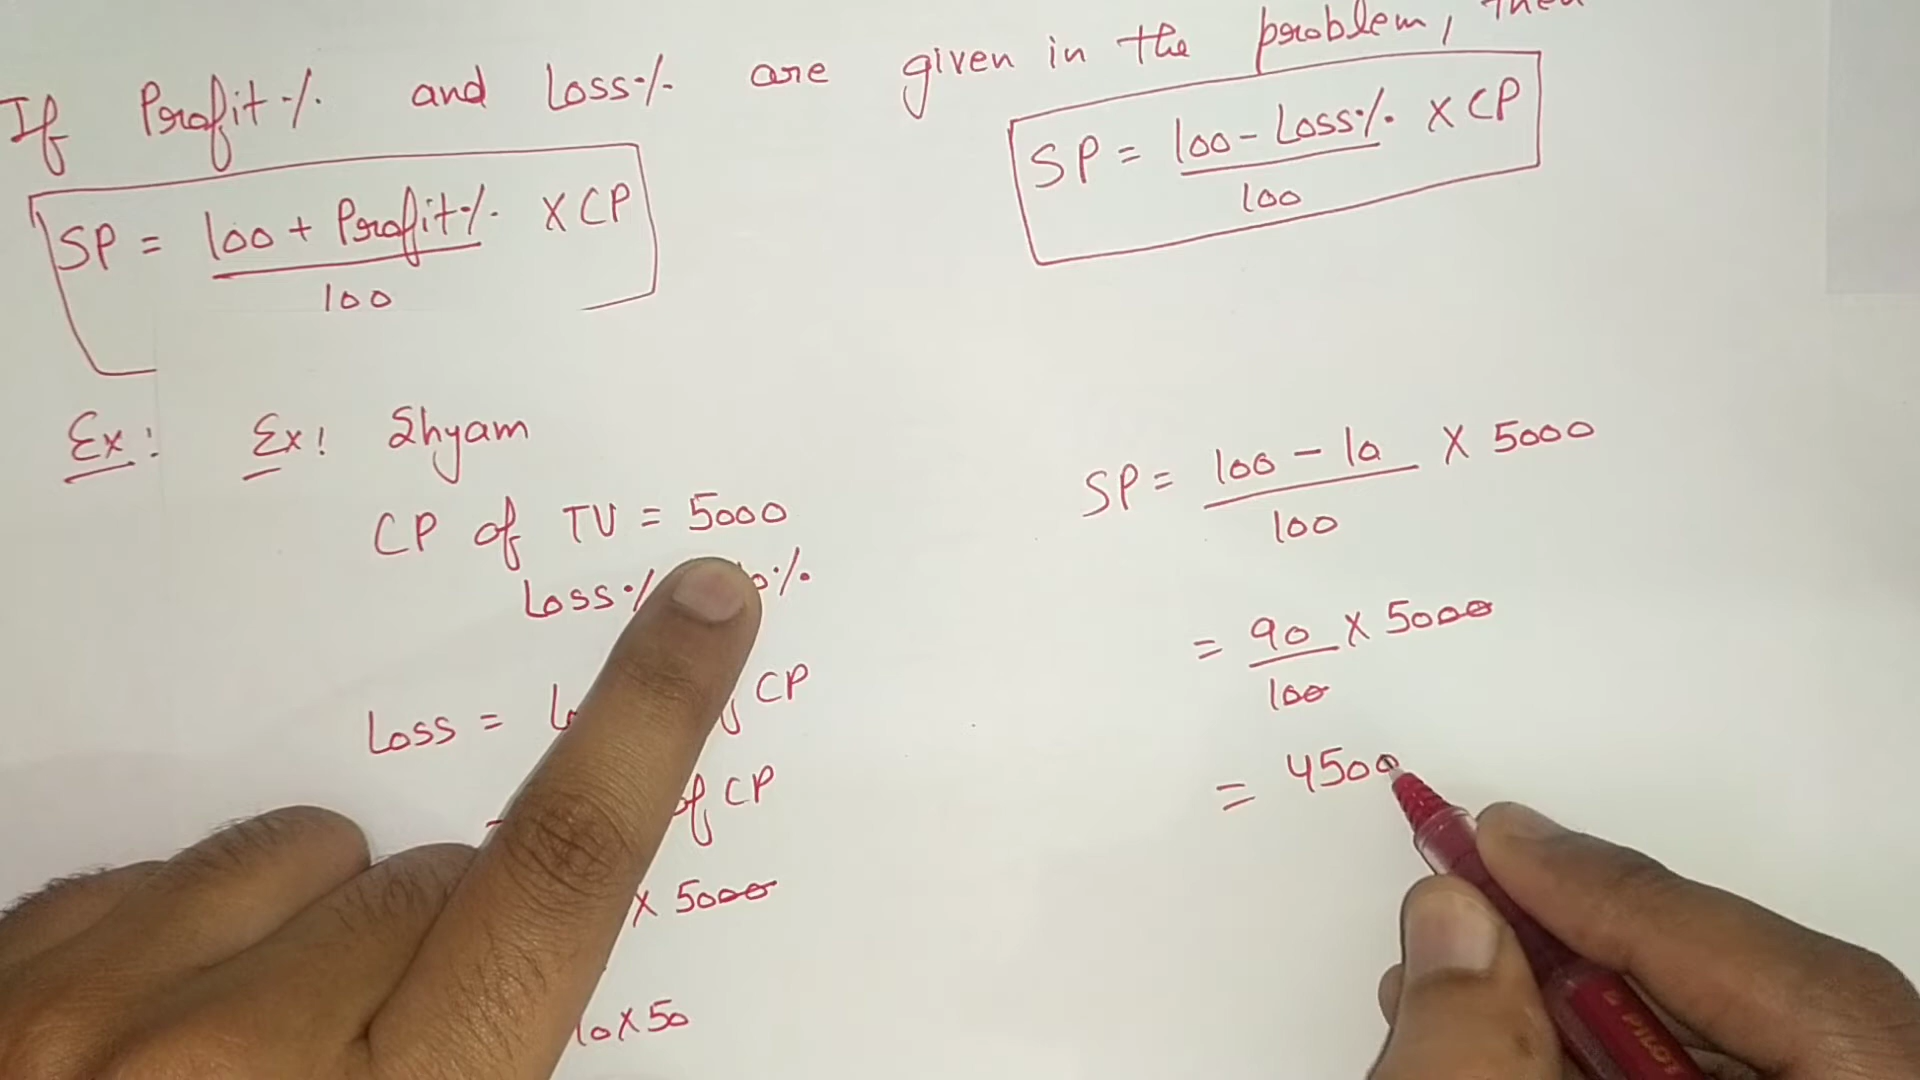 If Profit% and Loss% are given in the problem, then
SP = 100 + Profit% X CP
100
SP = 100 - Loss% X CP
100
Ex: Ex! Shyam
CP of TV = 5000
Loss%
Loss = CP
of CP
X 5000
10 X 50
SP = 100 - 10 X 5000
100
= 90 X 5000
100
= 4500
PILOT